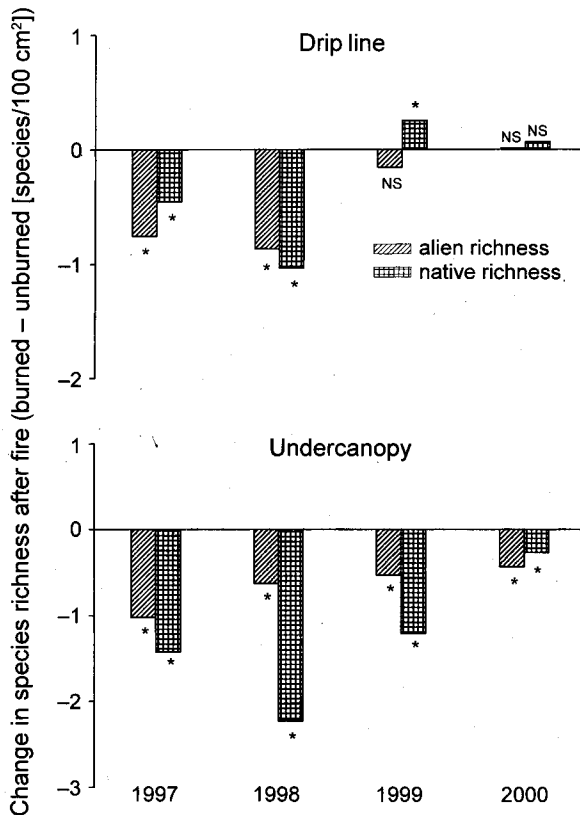 Change in species richness after fire (burned – unburned [species/100 cm²])
Drip line
1
0
–1
–2
* * * * NS * NS NS
alien richness
native richness
Undercanopy
1
0
–1
–2
–3
* * * * * * * *
1997 1998 1999 2000